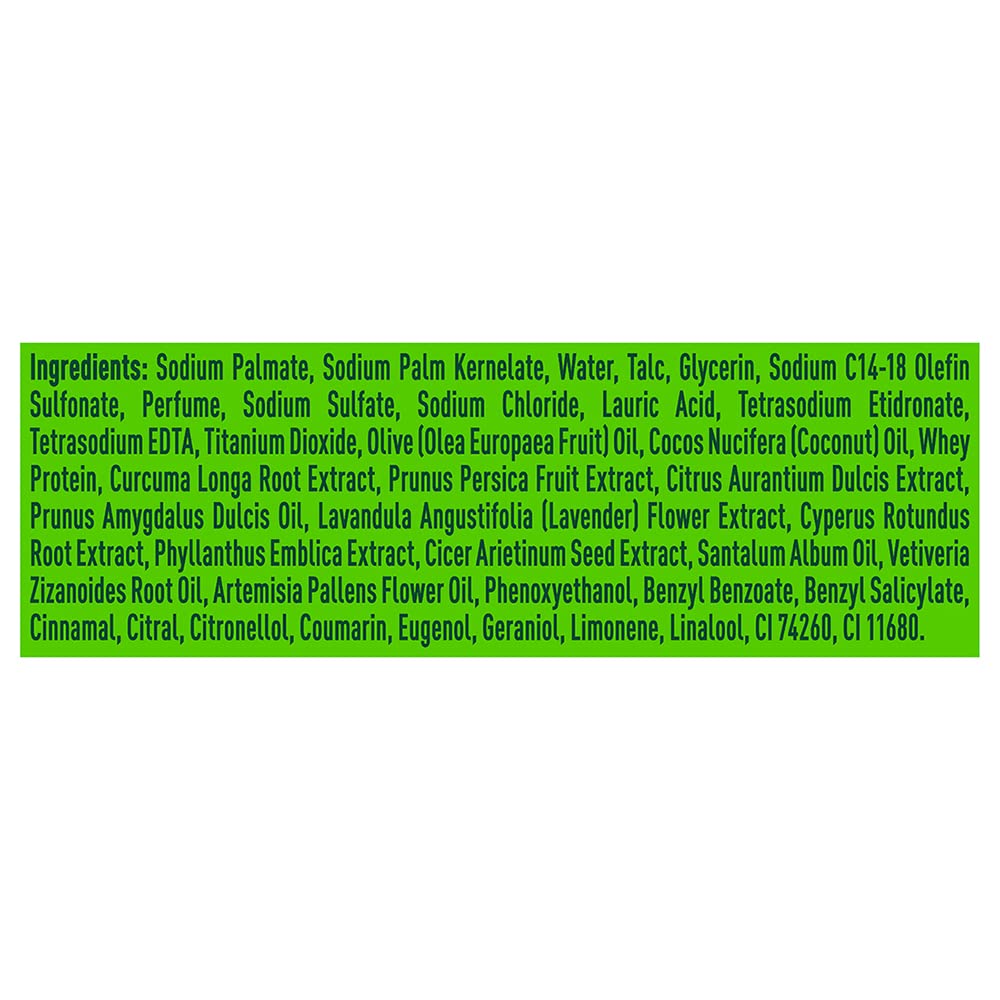 Ingredients: Sodium Palmate, Sodium Palm Kernelate, Water, Talc, Glycerin, Sodium C14-18 Olefin
Sulfonate, Perfume, Sodium Sulfate, Sodium Chloride, Lauric Acid, Tetrasodium Etidronate,
Tetrasodium EDTA, Titanium Dioxide, Olive (Olea Europaea Fruit) Oil, Cocos Nucifera (Coconut) Oil, Whey
Protein, Curcuma Longa Root Extract, Prunus Persica Fruit Extract, Citrus Aurantium Dulcis Extract,
Prunus Amygdalus Dulcis Oil, Lavandula Angustifolia (Lavender) Flower Extract, Cyperus Rotundus
Root Extract, Phyllanthus Emblica Extract, Cicer Arietinum Seed Extract, Santalum Album Oil, Vetiveria
Zizanoides Root Oil, Artemisia Pallens Flower Oil, Phenoxyethanol, Benzyl Benzoate, Benzyl Salicylate,
Cinnamal, Citral, Citronellol, Coumarin, Eugenol, Geraniol, Limonene, Linalool, CI 74260, CI 11680.